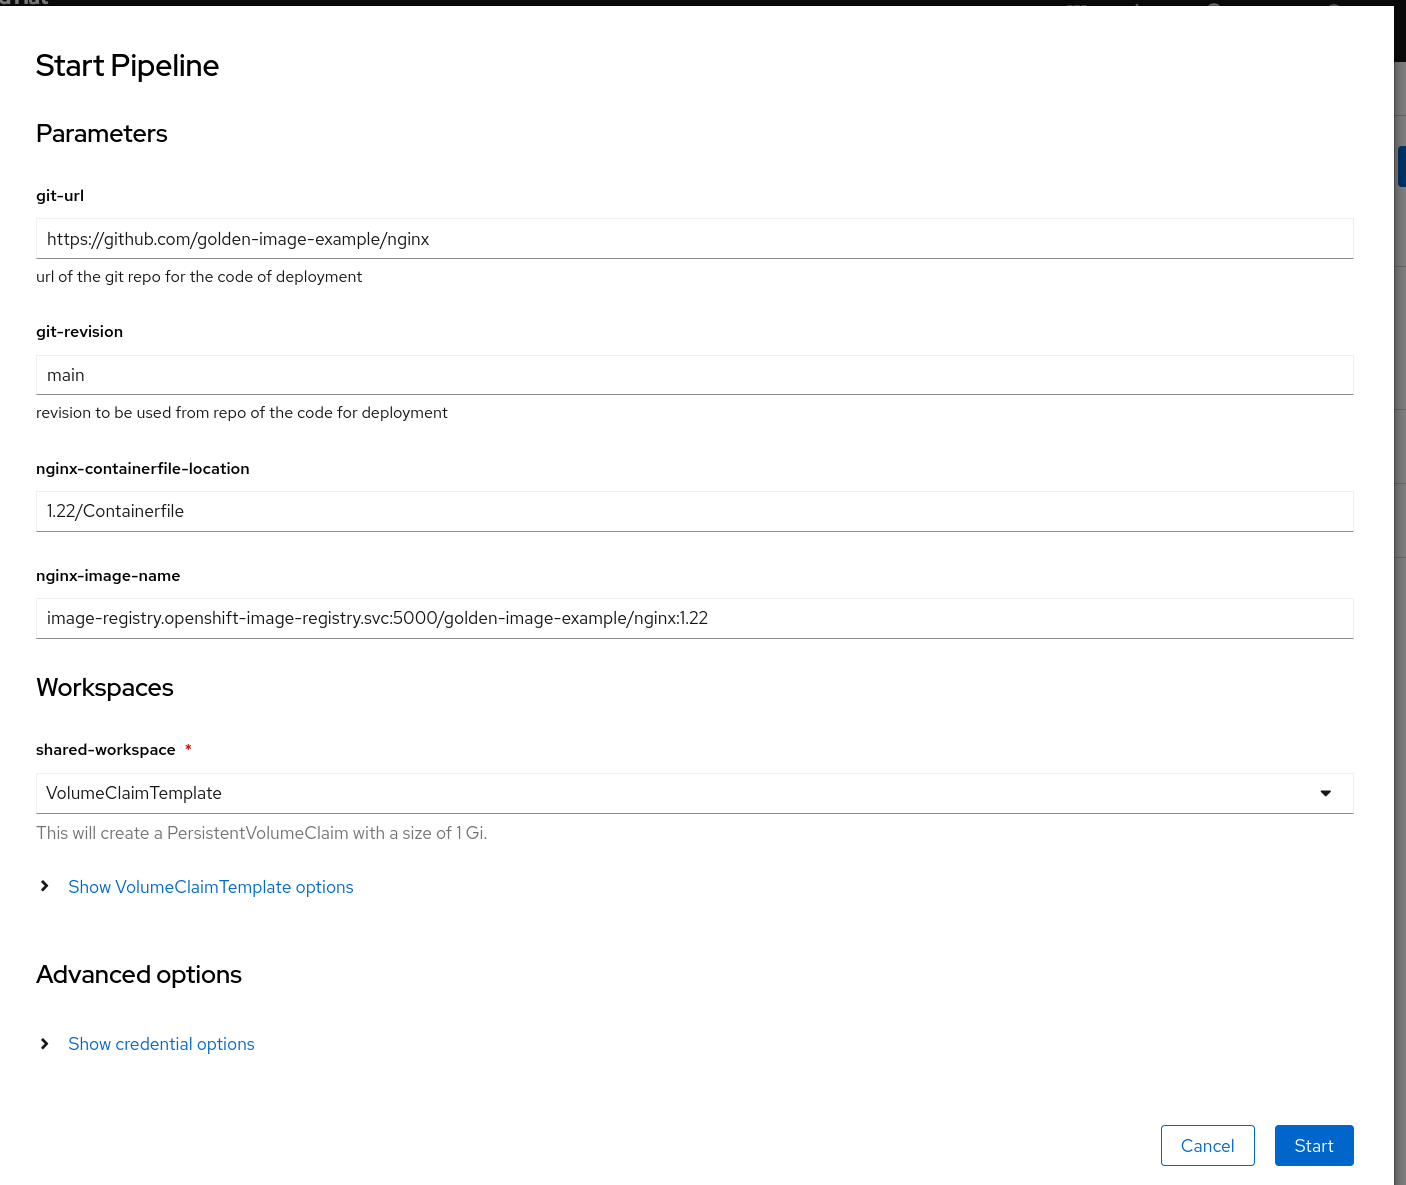 Start Pipeline
Parameters
git-url
https://github.com/golden-image-example/nginx
url of the git repo for the code of deployment
git-revision
main
revision to be used from repo of the code for deployment
nginx-containerfile-location
1.22/Containerfile
nginx-image-name
image-registry.openshift-image-registry.svc:5000/golden-image-example/nginx:1.22
Workspaces
shared-workspace *
VolumeClaimTemplate
This will create a PersistentVolumeClaim with a size of 1 Gi.
Show VolumeClaimTemplate options
Advanced options
Show credential options
Cancel Start